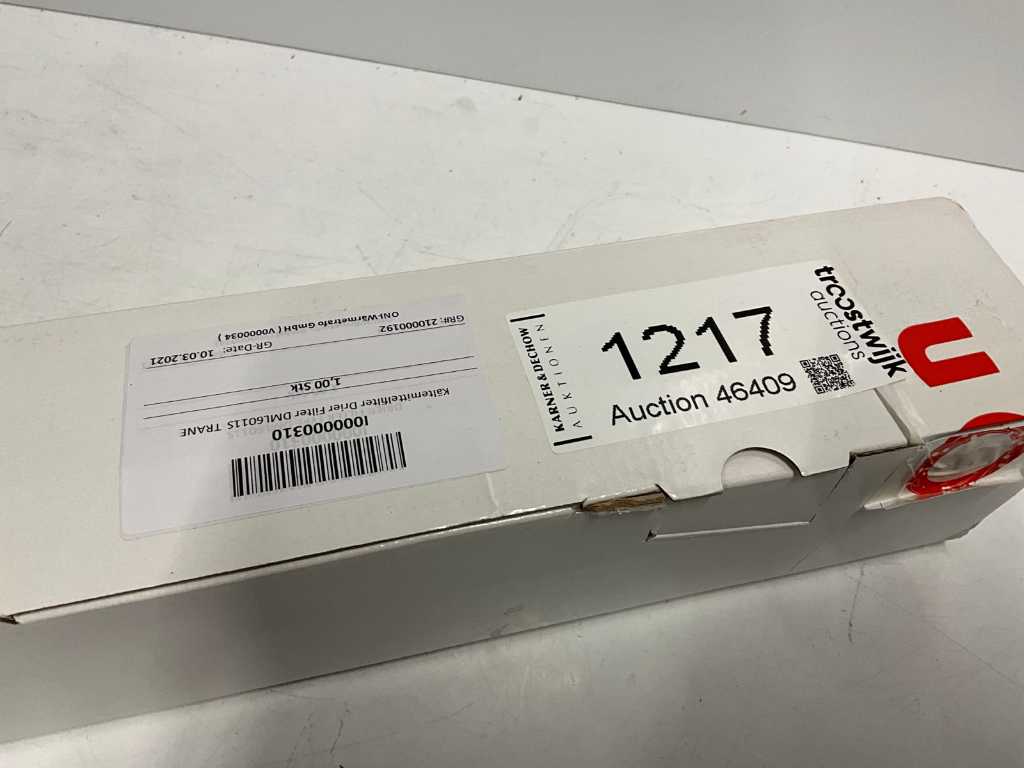 KARNER & DECHOW
AUKTIONEN
1217
Auction 46409
troostwijk
auctions
I000000310
Kältemittelfilter Drier Filter DML6011S TRANE
1,00 Stk
GR-Date: 10.03.2021
GR#: 210000192
ONI-Wärmetrafo GmbH ( V0000034 )